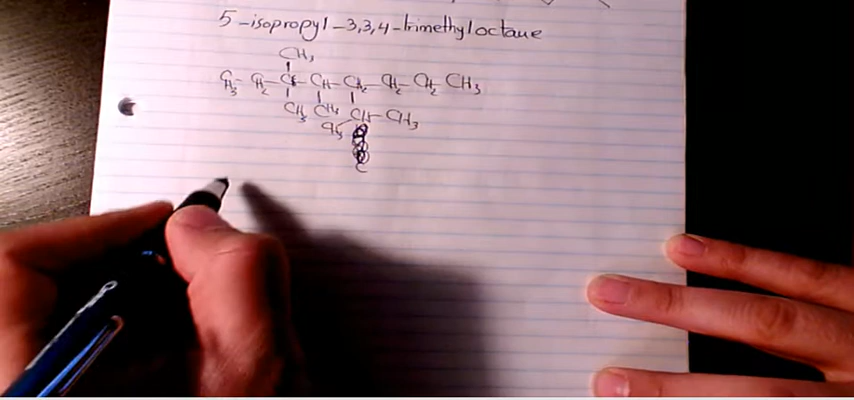 5-isopropyl-3,3,4-trimethyloctane
CH3
CH3-CH2-C-CH-CH-CH2-CH2 CH3
CH3 CH3 CH-CH3
CH3